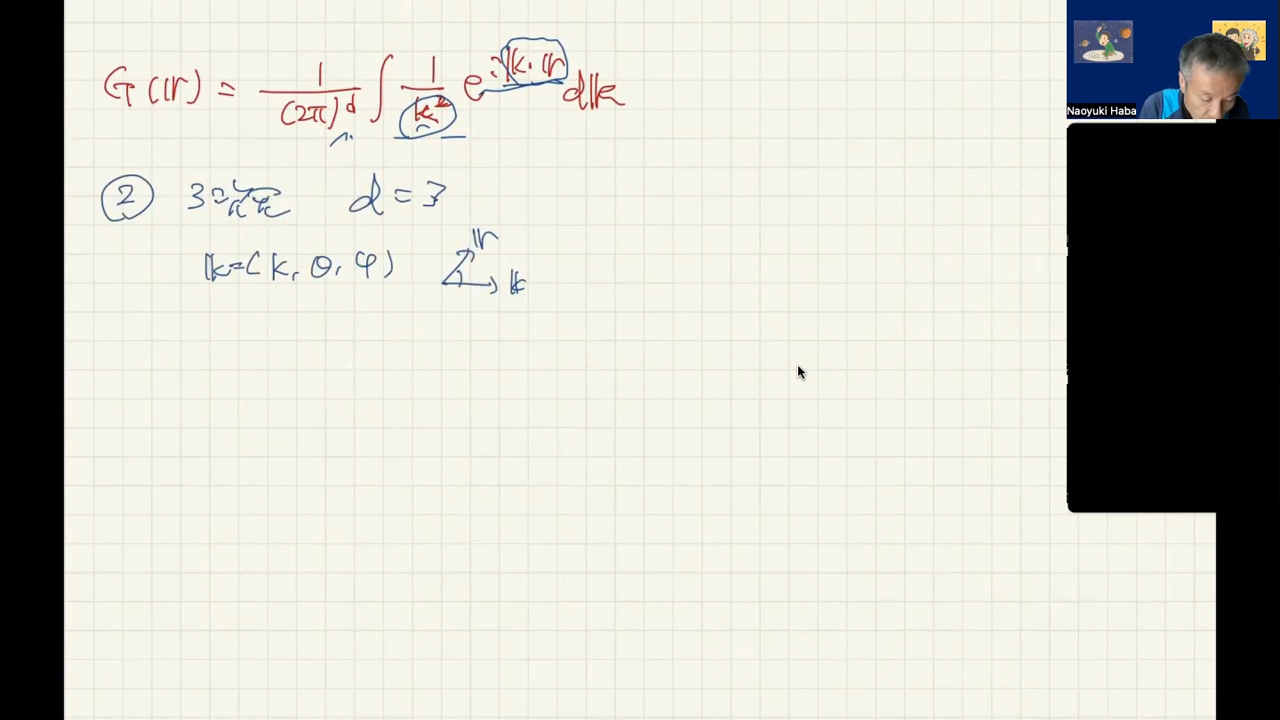 G(𝕣) = 1/(2π)^d ∫ 1/𝕜² e^{i𝕜·𝕣} d𝕜
② 3次元 d = 3
𝕜=(k, θ, φ) 𝕣 𝕜
Naoyuki Haba